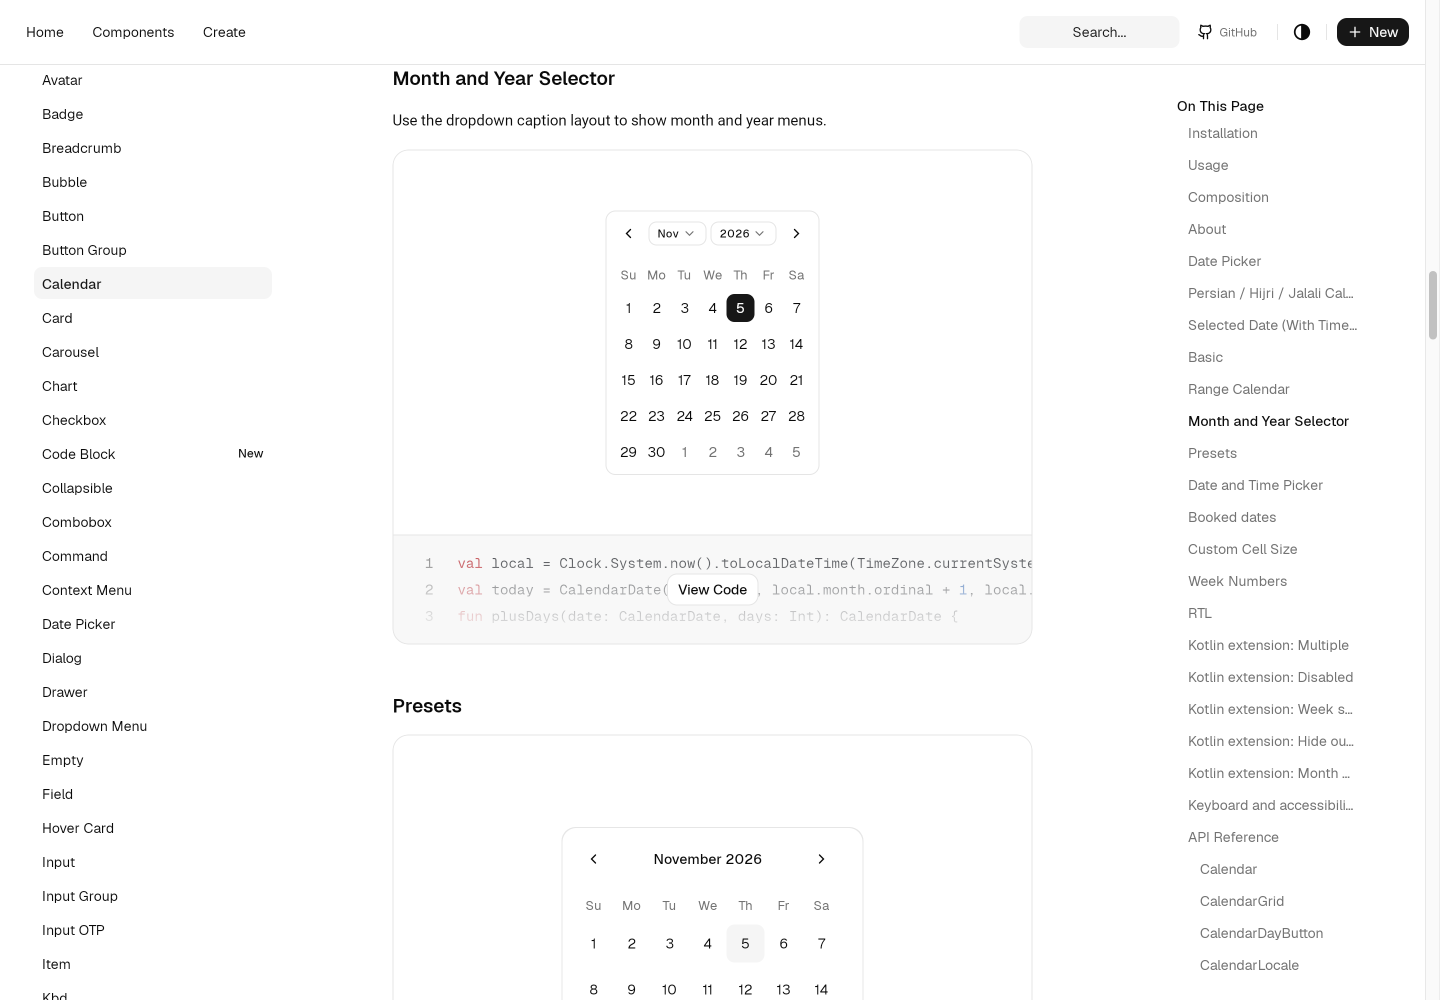 Home Components Create Search... GitHub New
Avatar
Badge
Breadcrumb
Bubble
Button
Button Group
Calendar
Card
Carousel
Chart
Checkbox
Code Block New
Collapsible
Combobox
Command
Context Menu
Date Picker
Dialog
Drawer
Dropdown Menu
Empty
Field
Hover Card
Input
Input Group
Input OTP
Item
Kbd
Month and Year Selector
Use the dropdown caption layout to show month and year menus.
Nov 2026
Su Mo Tu We Th Fr Sa
1 2 3 4 5 6 7
8 9 10 11 12 13 14
15 16 17 18 19 20 21
22 23 24 25 26 27 28
29 30 1 2 3 4 5
1 val local = Clock.System.now().toLocalDateTime(TimeZone.currentSyste
2 val today = CalendarDate( , local.month.ordinal + 1, local.
View Code
3 fun plusDays(date: CalendarDate, days: Int): CalendarDate {
Presets
November 2026
Su Mo Tu We Th Fr Sa
1 2 3 4 5 6 7
8 9 10 11 12 13 14
On This Page
Installation
Usage
Composition
About
Date Picker
Persian / Hijri / Jalali Cal...
Selected Date (With Time...
Basic
Range Calendar
Month and Year Selector
Presets
Date and Time Picker
Booked dates
Custom Cell Size
Week Numbers
RTL
Kotlin extension: Multiple
Kotlin extension: Disabled
Kotlin extension: Week s...
Kotlin extension: Hide ou...
Kotlin extension: Month ...
Keyboard and accessibili...
API Reference
Calendar
CalendarGrid
CalendarDayButton
CalendarLocale